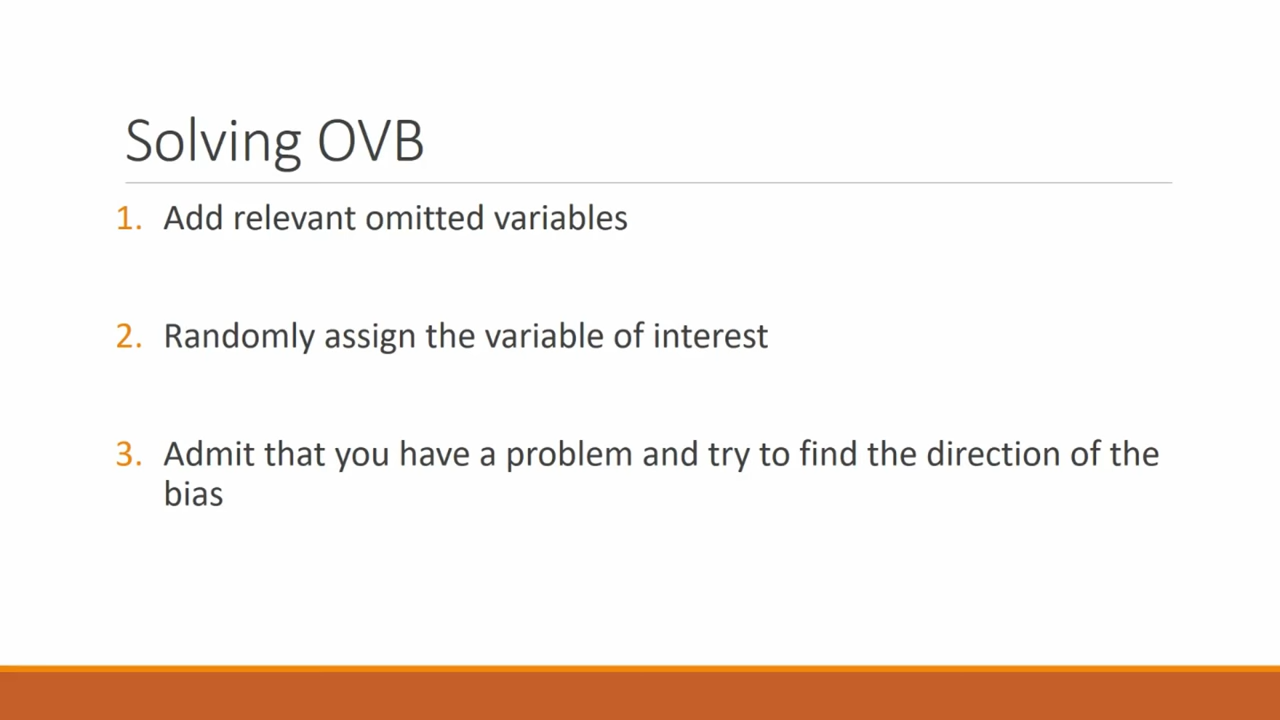 Solving OVB
1. Add relevant omitted variables
2. Randomly assign the variable of interest
3. Admit that you have a problem and try to find the direction of the
bias